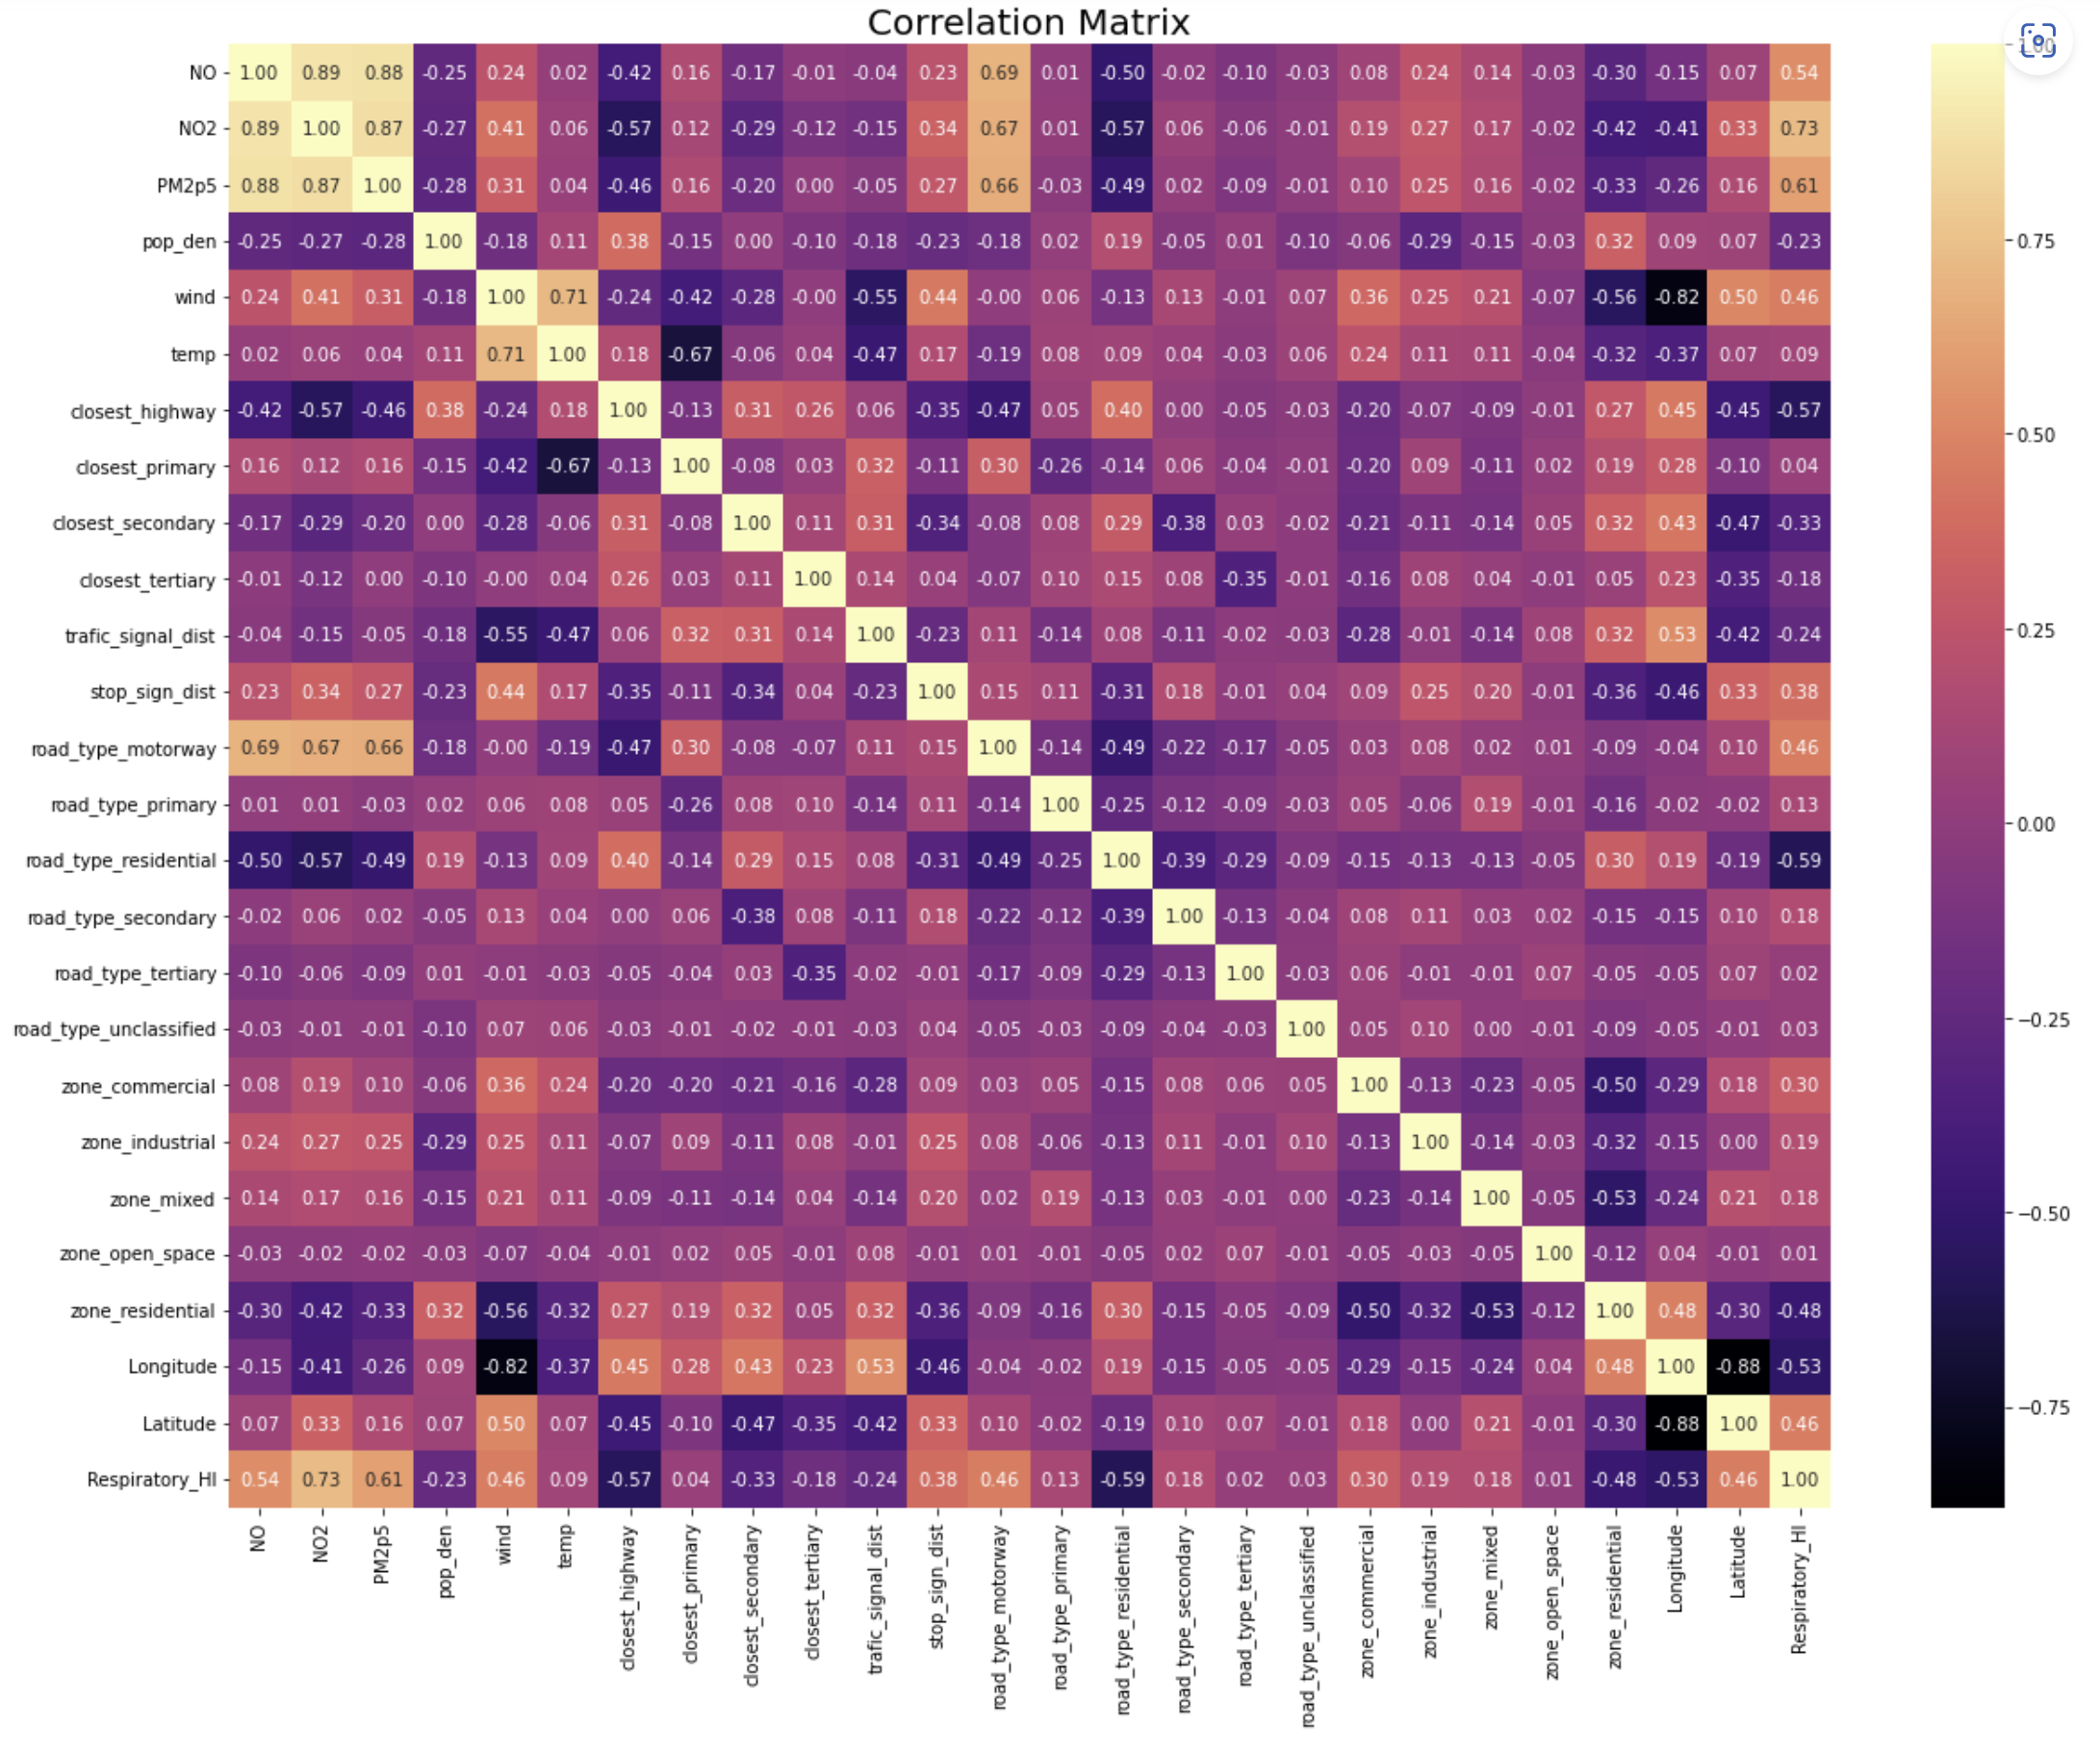 Correlation Matrix
NO 1.00 0.89 0.88 -0.25 0.24 0.02 -0.42 0.16 -0.17 -0.01 -0.04 0.23 0.69 0.01 -0.50 -0.02 -0.10 -0.03 0.08 0.24 0.14 -0.03 -0.30 -0.15 0.07 0.54
NO2 0.89 1.00 0.87 -0.27 0.41 0.06 -0.57 0.12 -0.29 -0.12 -0.15 0.34 0.67 0.01 -0.57 0.06 -0.06 -0.01 0.19 0.27 0.17 -0.02 -0.42 -0.41 0.33 0.73
PM2p5 0.88 0.87 1.00 -0.28 0.31 0.04 -0.46 0.16 -0.20 0.00 -0.05 0.27 0.66 -0.03 -0.49 0.02 -0.09 -0.01 0.10 0.25 0.16 -0.02 -0.33 -0.26 0.16 0.61
pop_den -0.25 -0.27 -0.28 1.00 -0.18 0.11 0.38 -0.15 0.00 -0.10 -0.18 -0.23 -0.18 0.02 0.19 -0.05 0.01 -0.10 -0.06 -0.29 -0.15 -0.03 0.32 0.09 0.07 -0.23
wind 0.24 0.41 0.31 -0.18 1.00 0.71 -0.24 -0.42 -0.28 -0.00 -0.55 0.44 -0.00 0.06 -0.13 0.13 -0.01 0.07 0.36 0.25 0.21 -0.07 -0.56 -0.82 0.50 0.46
temp 0.02 0.06 0.04 0.11 0.71 1.00 0.18 -0.67 -0.06 0.04 -0.47 0.17 -0.19 0.08 0.09 0.04 -0.03 0.06 0.24 0.11 0.11 -0.04 -0.32 -0.37 0.07 0.09
closest_highway -0.42 -0.57 -0.46 0.38 -0.24 0.18 1.00 -0.13 0.31 0.26 0.06 -0.35 -0.47 0.05 0.40 0.00 -0.05 -0.03 -0.20 -0.07 -0.09 -0.01 0.27 0.45 -0.45 -0.57
closest_primary 0.16 0.12 0.16 -0.15 -0.42 -0.67 -0.13 1.00 -0.08 0.03 0.32 -0.11 0.30 -0.26 -0.14 0.06 -0.04 -0.01 -0.20 0.09 -0.11 0.02 0.19 0.28 -0.10 0.04
closest_secondary -0.17 -0.29 -0.20 0.00 -0.28 -0.06 0.31 -0.08 1.00 0.11 0.31 -0.34 -0.08 0.08 0.29 -0.38 0.03 -0.02 -0.21 -0.11 -0.14 0.05 0.32 0.43 -0.47 -0.33
closest_tertiary -0.01 -0.12 0.00 -0.10 -0.00 0.04 0.26 0.03 0.11 1.00 0.14 0.04 -0.07 0.10 0.15 0.08 -0.35 -0.01 -0.16 0.08 0.04 -0.01 0.05 0.23 -0.35 -0.18
trafic_signal_dist -0.04 -0.15 -0.05 -0.18 -0.55 -0.47 0.06 0.32 0.31 0.14 1.00 -0.23 0.11 -0.14 0.08 -0.11 -0.02 -0.03 -0.28 -0.01 -0.14 0.08 0.32 0.53 -0.42 -0.24
stop_sign_dist 0.23 0.34 0.27 -0.23 0.44 0.17 -0.35 -0.11 -0.34 0.04 -0.23 1.00 0.15 0.11 -0.31 0.18 -0.01 0.04 0.09 0.25 0.20 -0.01 -0.36 -0.46 0.33 0.38
road_type_motorway 0.69 0.67 0.66 -0.18 -0.00 -0.19 -0.47 0.30 -0.08 -0.07 0.11 0.15 1.00 -0.14 -0.49 -0.22 -0.17 -0.05 0.03 0.08 0.02 0.01 -0.09 -0.04 0.10 0.46
road_type_primary 0.01 0.01 -0.03 0.02 0.06 0.08 0.05 -0.26 0.08 0.10 -0.14 0.11 -0.14 1.00 -0.25 -0.12 -0.09 -0.03 0.05 -0.06 0.19 -0.01 -0.16 -0.02 -0.02 0.13
road_type_residential -0.50 -0.57 -0.49 0.19 -0.13 0.09 0.40 -0.14 0.29 0.15 0.08 -0.31 -0.49 -0.25 1.00 -0.39 -0.29 -0.09 -0.15 -0.13 -0.13 -0.05 0.30 0.19 -0.19 -0.59
road_type_secondary -0.02 0.06 0.02 -0.05 0.13 0.04 0.00 0.06 -0.38 0.08 -0.11 0.18 -0.22 -0.12 -0.39 1.00 -0.13 -0.04 0.08 0.11 0.03 0.02 -0.15 -0.15 0.10 0.18
road_type_tertiary -0.10 -0.06 -0.09 0.01 -0.01 -0.03 -0.05 -0.04 0.03 -0.35 -0.02 -0.01 -0.17 -0.09 -0.29 -0.13 1.00 -0.03 0.06 -0.01 -0.01 0.07 -0.05 -0.05 0.07 0.02
road_type_unclassified -0.03 -0.01 -0.01 -0.10 0.07 0.06 -0.03 -0.01 -0.02 -0.01 -0.03 0.04 -0.05 -0.03 -0.09 -0.04 -0.03 1.00 0.05 0.10 0.00 -0.01 -0.09 -0.05 -0.01 0.03
zone_commercial 0.08 0.19 0.10 -0.06 0.36 0.24 -0.20 -0.20 -0.21 -0.16 -0.28 0.09 0.03 0.05 -0.15 0.08 0.06 0.05 1.00 -0.13 -0.23 -0.05 -0.50 -0.29 0.18 0.30
zone_industrial 0.24 0.27 0.25 -0.29 0.25 0.11 -0.07 0.09 -0.11 0.08 -0.01 0.25 0.08 -0.06 -0.13 0.11 -0.01 0.10 -0.13 1.00 -0.14 -0.03 -0.32 -0.15 0.00 0.19
zone_mixed 0.14 0.17 0.16 -0.15 0.21 0.11 -0.09 -0.11 -0.14 0.04 -0.14 0.20 0.02 0.19 -0.13 0.03 -0.01 0.00 -0.23 -0.14 1.00 -0.05 -0.53 -0.24 0.21 0.18
zone_open_space -0.03 -0.02 -0.02 -0.03 -0.07 -0.04 -0.01 0.02 0.05 -0.01 0.08 -0.01 0.01 -0.01 -0.05 0.02 0.07 -0.01 -0.05 -0.03 -0.05 1.00 -0.12 0.04 -0.01 0.01
zone_residential -0.30 -0.42 -0.33 0.32 -0.56 -0.32 0.27 0.19 0.32 0.05 0.32 -0.36 -0.09 -0.16 0.30 -0.15 -0.05 -0.09 -0.50 -0.32 -0.53 -0.12 1.00 0.48 -0.30 -0.48
Longitude -0.15 -0.41 -0.26 0.09 -0.82 -0.37 0.45 0.28 0.43 0.23 0.53 -0.46 -0.04 -0.02 0.19 -0.15 -0.05 -0.05 -0.29 -0.15 -0.24 0.04 0.48 1.00 -0.88 -0.53
Latitude 0.07 0.33 0.16 0.07 0.50 0.07 -0.45 -0.10 -0.47 -0.35 -0.42 0.33 0.10 -0.02 -0.19 0.10 0.07 -0.01 0.18 0.00 0.21 -0.01 -0.30 -0.88 1.00 0.46
Respiratory_HI 0.54 0.73 0.61 -0.23 0.46 0.09 -0.57 0.04 -0.33 -0.18 -0.24 0.38 0.46 0.13 -0.59 0.18 0.02 0.03 0.30 0.19 0.18 0.01 -0.48 -0.53 0.46 1.00
NO
NO2
PM2p5
pop_den
wind
temp
closest_highway
closest_primary
closest_secondary
closest_tertiary
trafic_signal_dist
stop_sign_dist
road_type_motorway
road_type_primary
road_type_residential
road_type_secondary
road_type_tertiary
road_type_unclassified
zone_commercial
zone_industrial
zone_mixed
zone_open_space
zone_residential
Longitude
Latitude
Respiratory_HI
1.00
0.75
0.50
0.25
0.00
−0.25
−0.50
−0.75